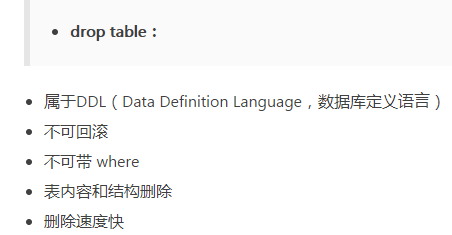 drop table：
属于DDL（Data Definition Language，数据库定义语言）
不可回滚
不可带 where
表内容和结构删除
删除速度快